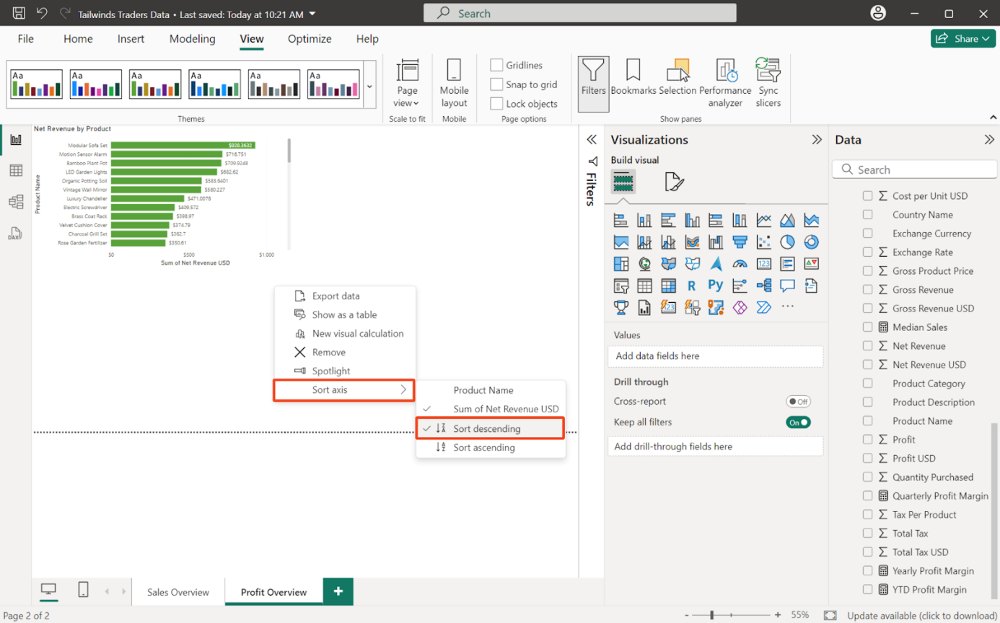 Tailwinds Traders Data • Last saved: Today at 10:21 AM
Search
File
Home
Insert
Modeling
View
Optimize
Help
Share
Aa
Aa
Aa
Aa
Aa
Aa
Themes
Page view
Scale to fit
Mobile layout
Mobile
Gridlines
Snap to grid
Lock objects
Page options
Filters
Bookmarks
Selection
Performance analyzer
Sync slicers
Show panes
Net Revenue by Product
Product Name
Modular Sofa Set $928.3632
Motion Sensor Alarm $716.751
Bamboo Plant Pot $709.9248
LED Garden Lights $682.62
Organic Potting Soil $583.6401
Vintage Wall Mirror $580.227
Luxury Chandelier $471.0078
Electric Screwdriver $409.572
Brass Coat Rack $398.97
Velvet Cushion Cover $374.79
Charcoal Grill Set $362.7
Rose Garden Fertilizer $350.61
$0 $500 $1,000
Sum of Net Revenue USD
Export data
Show as a table
New visual calculation
Remove
Spotlight
Sort axis
Product Name
Sum of Net Revenue USD
Sort descending
Sort ascending
Filters
Visualizations
Build visual
123
R
Py
123
...
Values
Add data fields here
Drill through
Cross-report
Off
Keep all filters
On
Add drill-through fields here
Data
Search
Cost per Unit USD
Country Name
Exchange Currency
Exchange Rate
Gross Product Price
Gross Revenue
Gross Revenue USD
Median Sales
Net Revenue
Net Revenue USD
Product Category
Product Description
Product Name
Profit
Profit USD
Quantity Purchased
Quarterly Profit Margin
Tax Per Product
Total Tax
Total Tax USD
Yearly Profit Margin
YTD Profit Margin
DAX
Sales Overview
Profit Overview
+
Page 2 of 2
- + 55%
Update available (click to download)